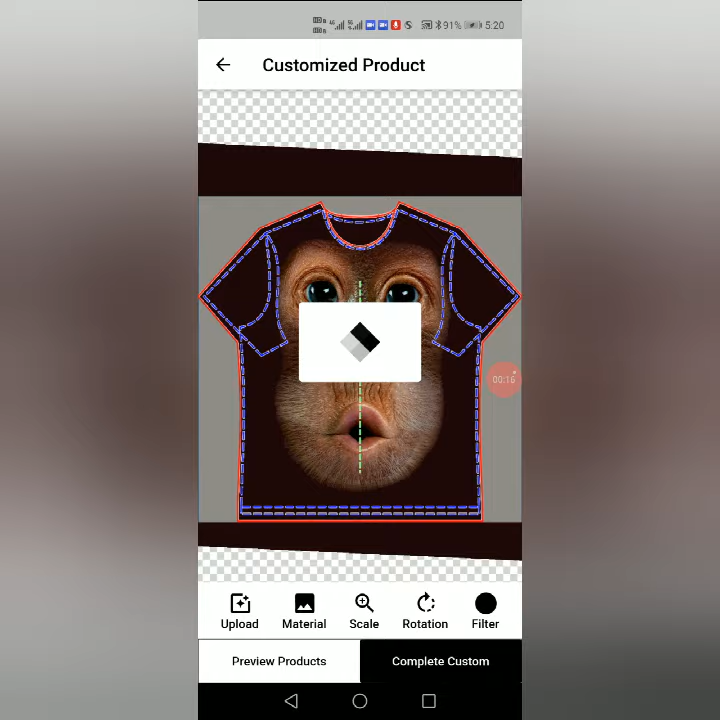 91% 5:20
Customized Product
00:16
Upload Material Scale Rotation Filter
Preview Products Complete Custom